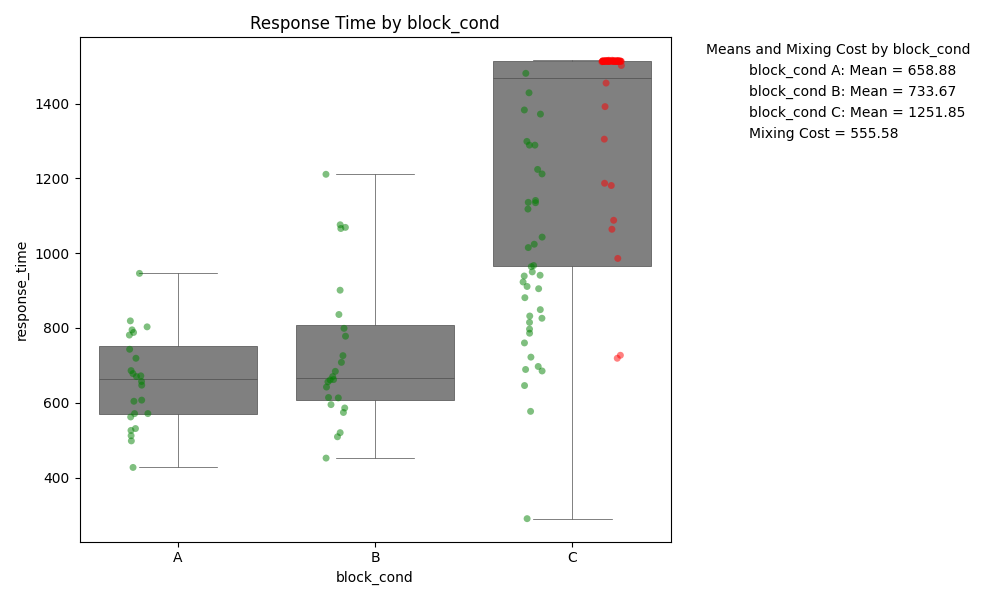 Response Time by block_cond
Means and Mixing Cost by block_cond
block_cond A: Mean = 658.88
block_cond B: Mean = 733.67
block_cond C: Mean = 1251.85
Mixing Cost = 555.58
response_time
1400
1200
1000
800
600
400
A
B
C
block_cond